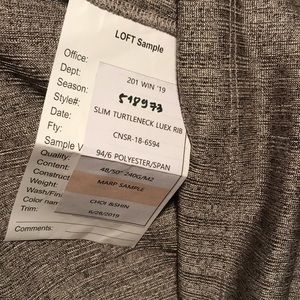 LOFT Sample
Office:
Dept:
Season: 201 WIN '19
Style#: 518973
Date: SLIM TURTLENECK LUEX RIB
Fty: CNSR-18-6594
Sample V
94/6 POLYESTER/SPAN
Quality:
Content: 48/50" 240G/M2
Construct
Weight: MARP SAMPLE
Wash/Fini
Color nam CHOI &SHIN
Trim: 6/28/2019
Comments: